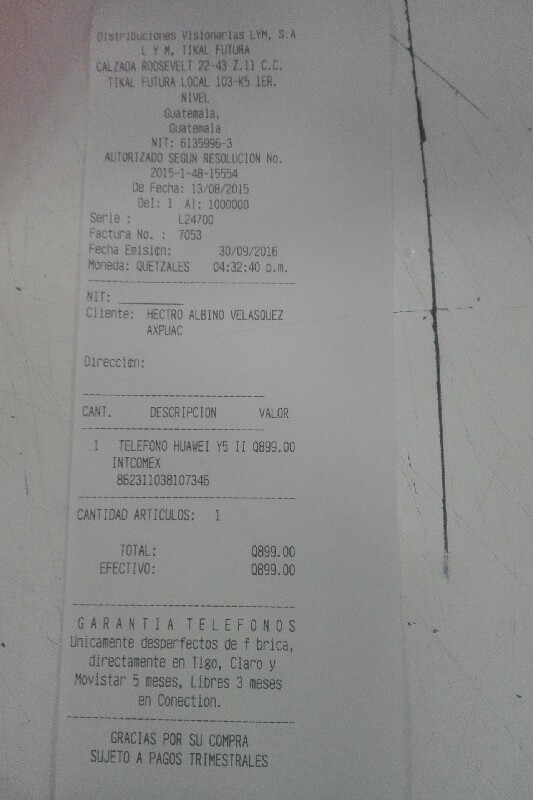 Distribuciones Visionarias LYM, S.A
L Y M, TIKAL FUTURA
CALZADA ROOSEVELT 22-43 Z.11 C.C.
TIKAL FUTURA LOCAL 103-K5 1ER.
NIVEL
Guatemala,
Guatemala
NIT: 6135996-3
AUTORIZADO SEGUN RESOLUCION No.
2015-1-48-15554
De Fecha: 13/08/2015
Del: 1 Al: 1000000
Serie : L24700
Factura No. : 7053
Fecha Emisi¢n: 30/09/2016
Moneda: QUETZALES 04:32:40 p.m.
NIT: __________
Cliente: HECTRO ALBINO VELASQUEZ
AXPUAC
Direcci¢n:
CANT. DESCRIPCION VALOR
1 TELEFONO HUAWEI Y5 II Q899.00
INTCOMEX
862311038107346
CANTIDAD ARTICULOS: 1
TOTAL: Q899.00
EFECTIVO: Q899.00
G A R A N T I A T E L E F O N O S
Unicamente desperfectos de f brica,
directamente en Tigo, Claro y
Movistar 5 meses, Libres 3 meses
en Conection.
GRACIAS POR SU COMPRA
SUJETO A PAGOS TRIMESTRALES